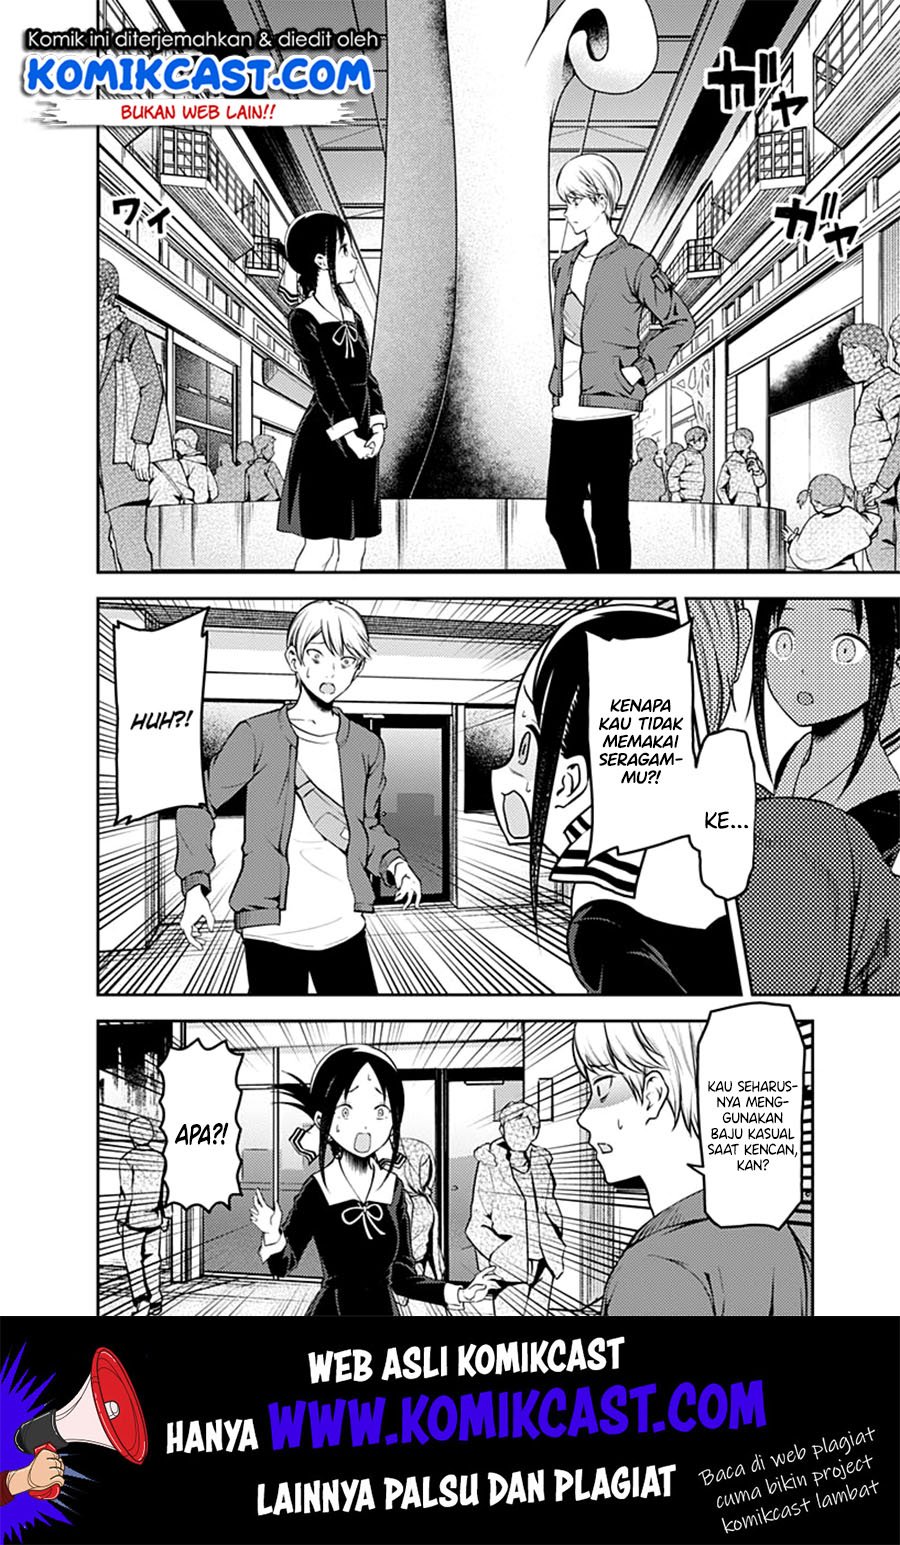 Komik ini diterjemahkan & diedit oleh
KOMIKCAST.COM
BUKAN WEB LAIN!!
ガヤ
ガヤ
ワイ
KE...
KENAPA
KAU TIDAK
MEMAKAI
SERAGAM-
MU?!
HUH?!
KAU SEHARUS-
NYA MENG-
GUNAKAN
BAJU KASUAL
SAAT KENCAN,
KAN?
APA?!
WEB ASLI KOMIKCAST
HANYA WWW.KOMIKCAST.COM
LAINNYA PALSU DAN PLAGIAT
Baca di web plagiat
cuma bikin project
komikcast lambat